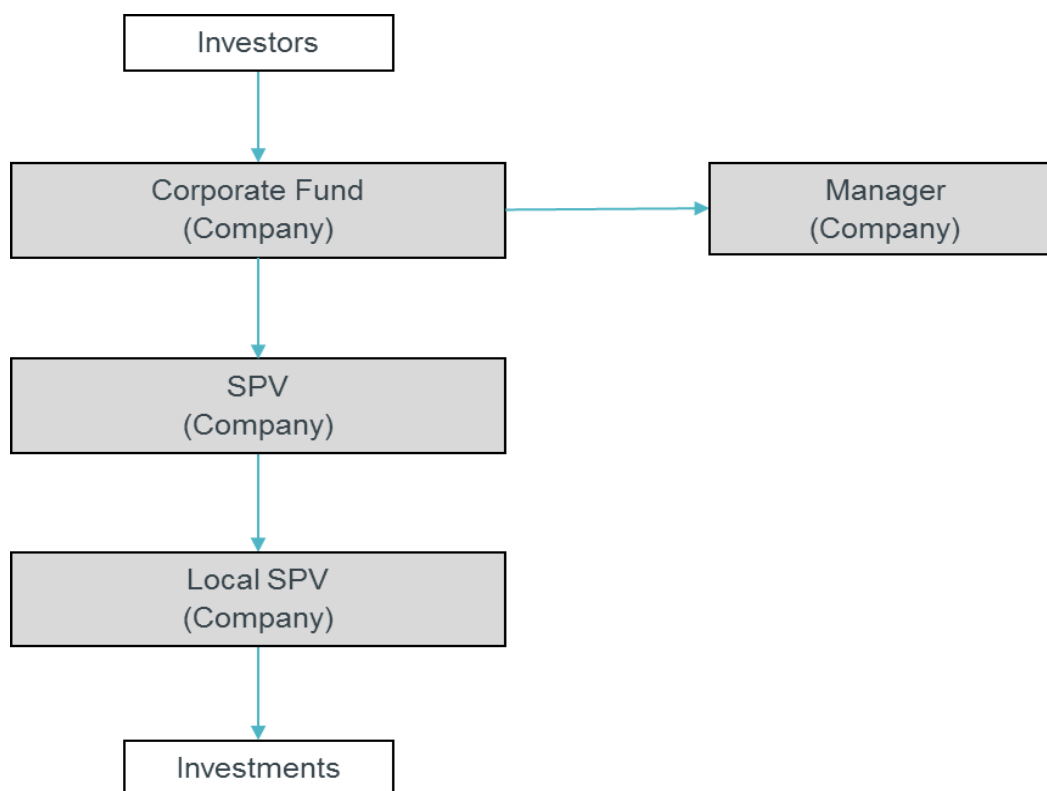 Investors
Corporate Fund
(Company)
Manager
(Company)
SPV
(Company)
Local SPV
(Company)
Investments